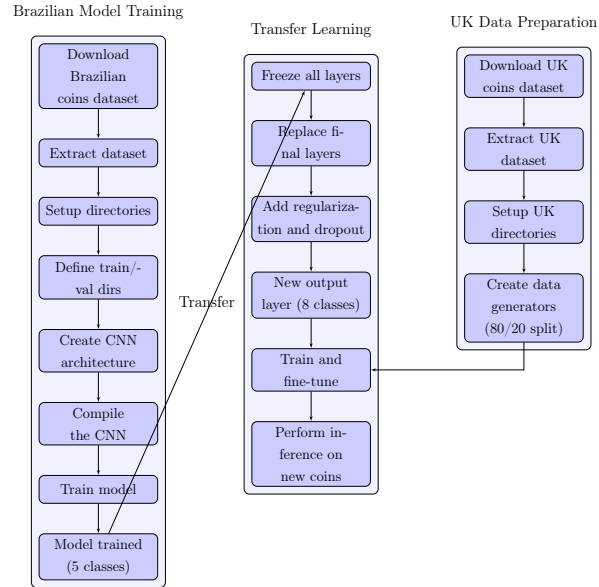 Brazilian Model Training
Download
Brazilian
coins dataset
Extract dataset
Setup directories
Define train/-
val dirs
Create CNN
architecture
Compile
the CNN
Train model
Model trained
(5 classes)
Transfer
Transfer Learning
Freeze all layers
Replace fi-
nal layers
Add regulariza-
tion and dropout
New output
layer (8 classes)
Train and
fine-tune
Perform in-
ference on
new coins
UK Data Preparation
Download UK
coins dataset
Extract UK
dataset
Setup UK
directories
Create data
generators
(80/20 split)